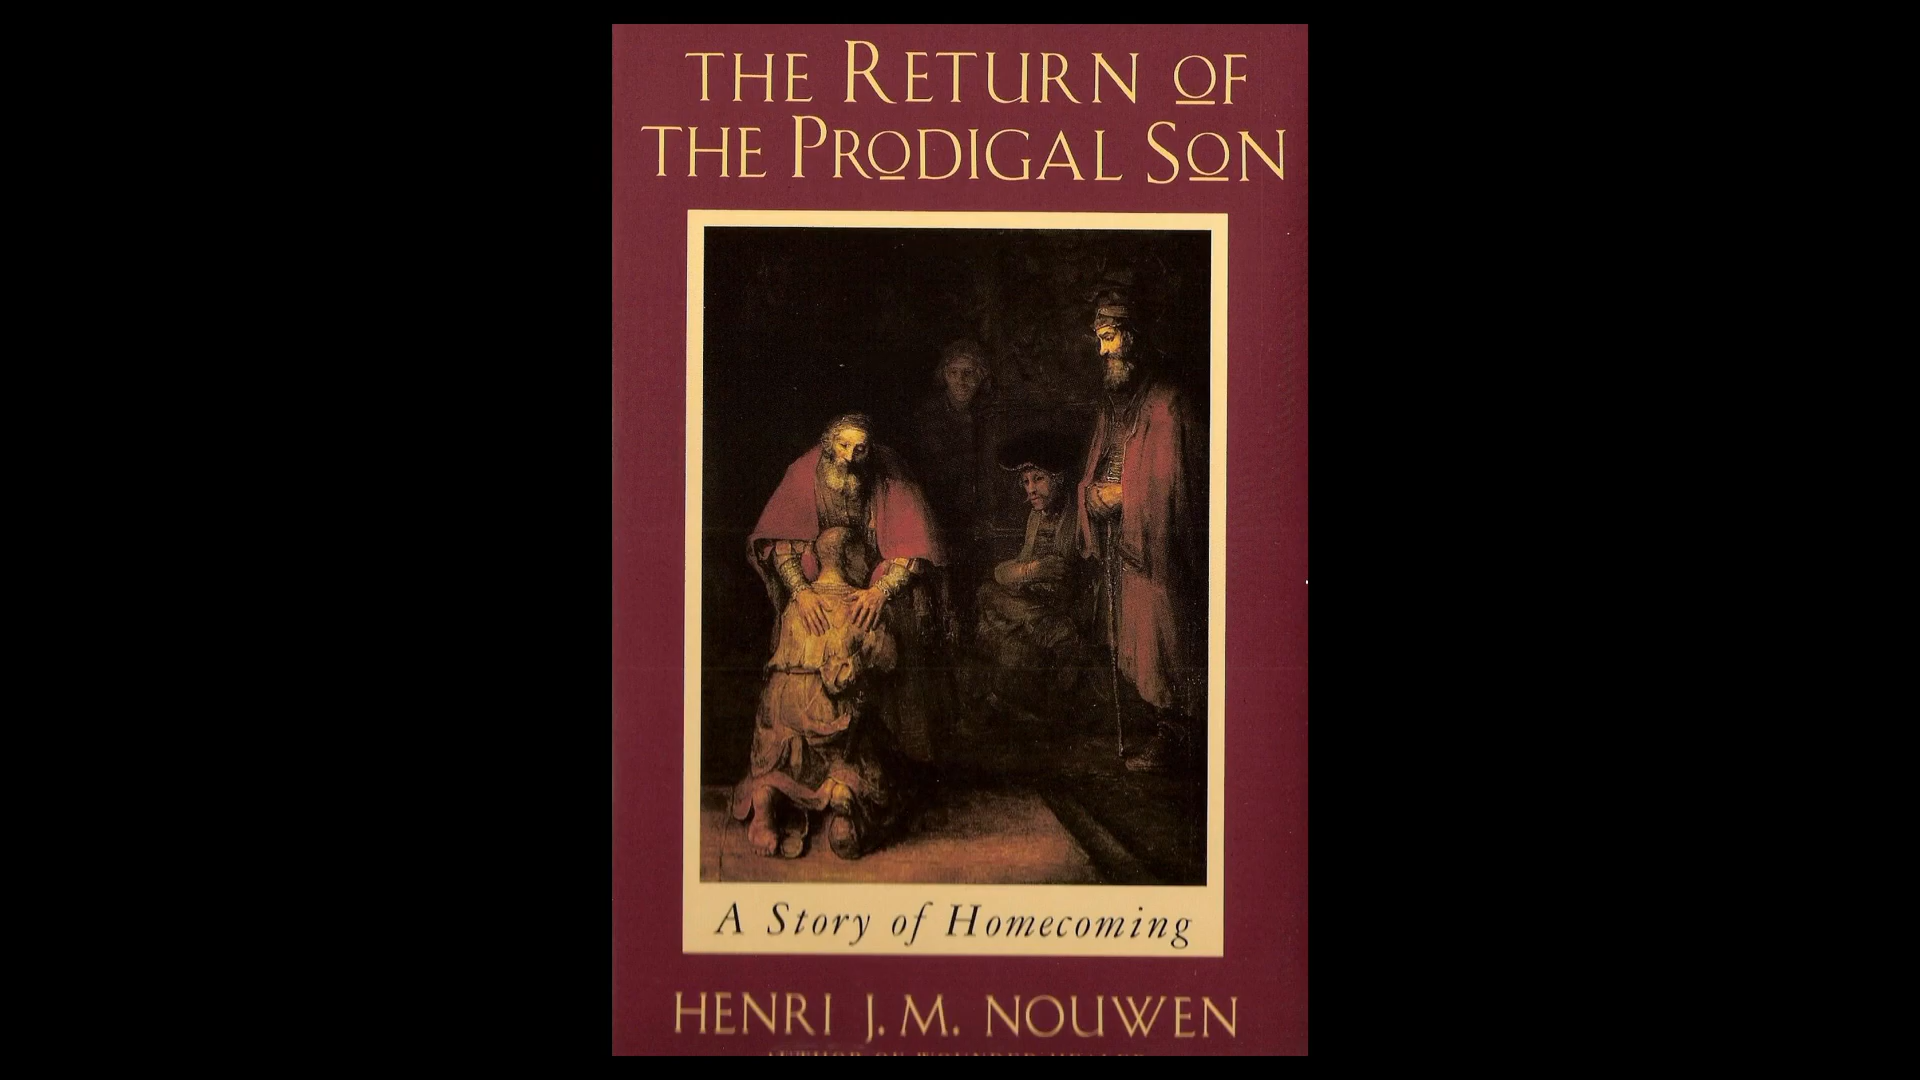 THE RETURN OF
THE PRODIGAL SON
A Story of Homecoming
HENRI J.M. NOUWEN